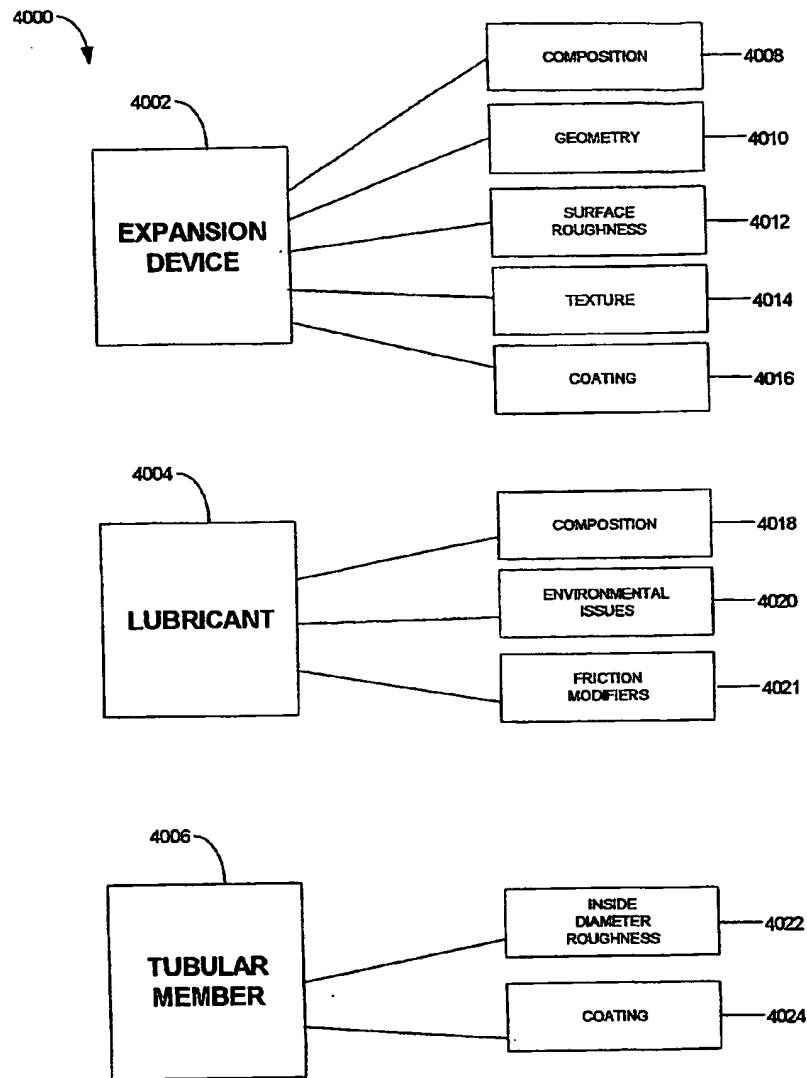 4000
4002
EXPANSION
DEVICE
COMPOSITION
4008
GEOMETRY
4010
SURFACE
ROUGHNESS
4012
TEXTURE
4014
COATING
4016
4004
LUBRICANT
COMPOSITION
4018
ENVIRONMENTAL
ISSUES
4020
FRICTION
MODIFIERS
4021
4006
TUBULAR
MEMBER
INSIDE
DIAMETER
ROUGHNESS
4022
COATING
4024